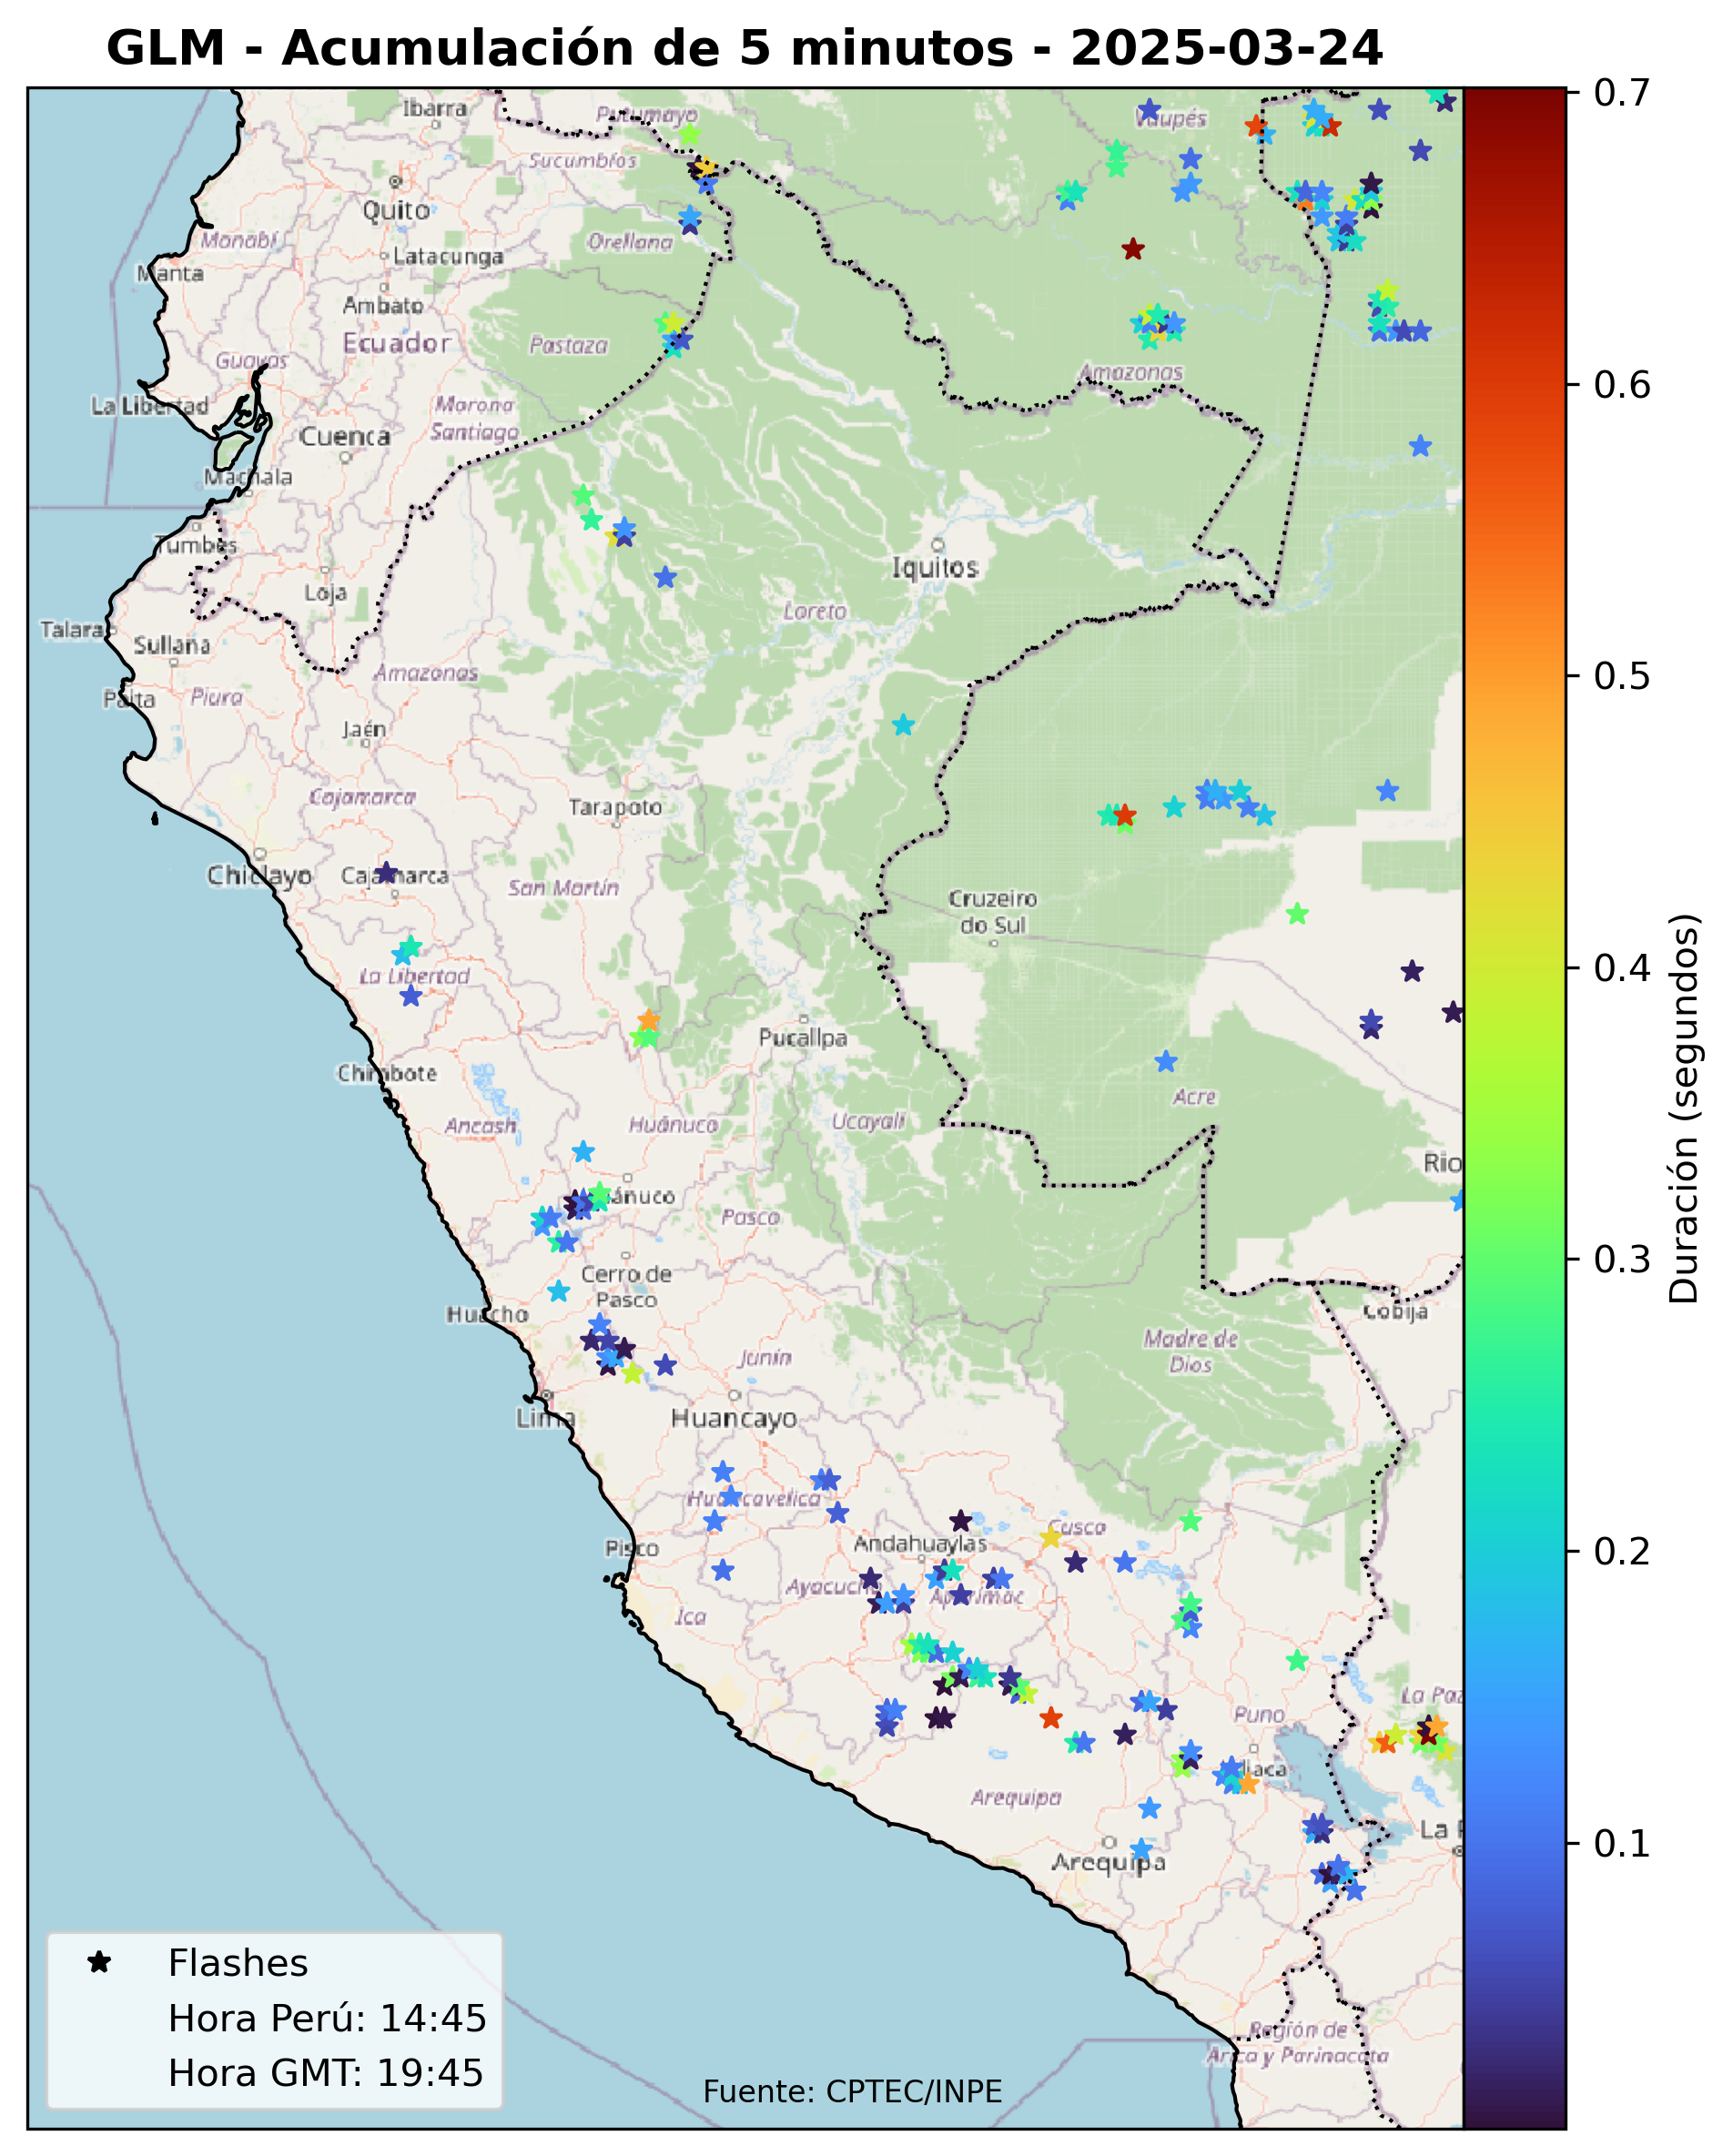 GLM - Acumulación de 5 minutos - 2025-03-24
Ibarra
Putumayo
Vaupés
Sucumbíos
Quito
Manabí
Orellana
Latacunga
Manta
Ambato
Ecuador
Pastaza
Guayas
Amazonas
La Libertad
Morona
Santiago
Cuenca
Machala
Tumbes
Iquitos
Loja
Loreto
Talara
Sullana
Amazonas
Paita
Piura
Jaén
Cajamarca
Tarapoto
Chiclayo
Cajamarca
San Martín
Cruzeiro
do Sul
La Libertad
Pucallpa
Chimbote
Acre
Ancash
Huánuco
Ucayali
Rio
ánuco
Pasco
Cerro de
Pasco
Huacho
Cobija
Madre de
Dios
Junín
Lima
Huancayo
Huancavelica
Cusco
Andahuaylas
Pisco
Ayacucho
Apurímac
Ica
La Paz
Puno
liaca
Arequipa
La P
Arequipa
Región de
Arica y Parinacota
Flashes
Hora Perú: 14:45
Hora GMT: 19:45
Fuente: CPTEC/INPE
0.7
0.6
0.5
0.4
0.3
0.2
0.1
Duración (segundos)